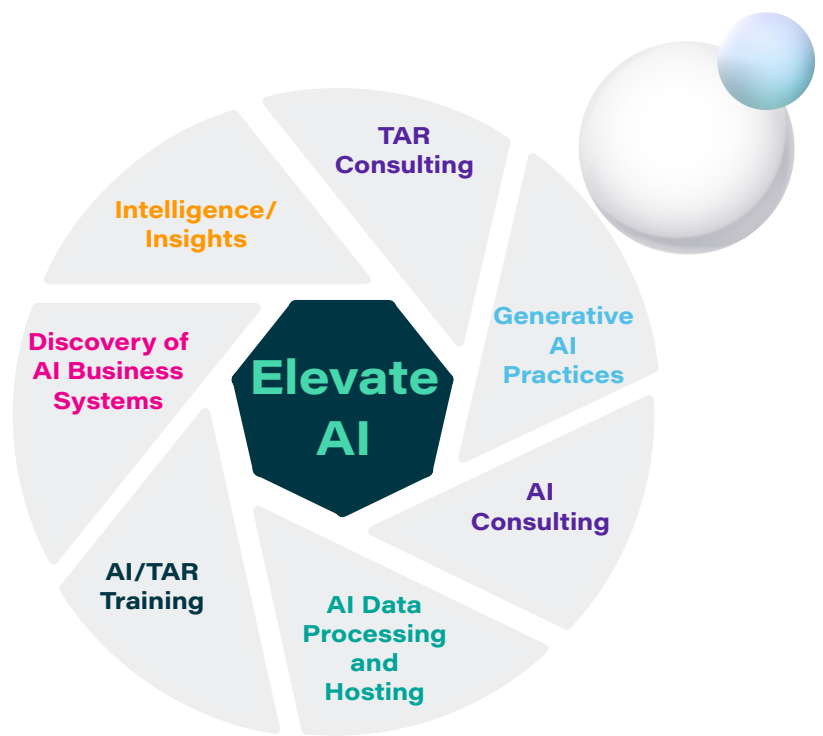 TAR
Consulting
Intelligence/
Insights
Generative
AI
Practices
Discovery of
AI Business
Systems
Elevate
AI
AI
Consulting
AI/TAR
Training
AI Data
Processing
and
Hosting